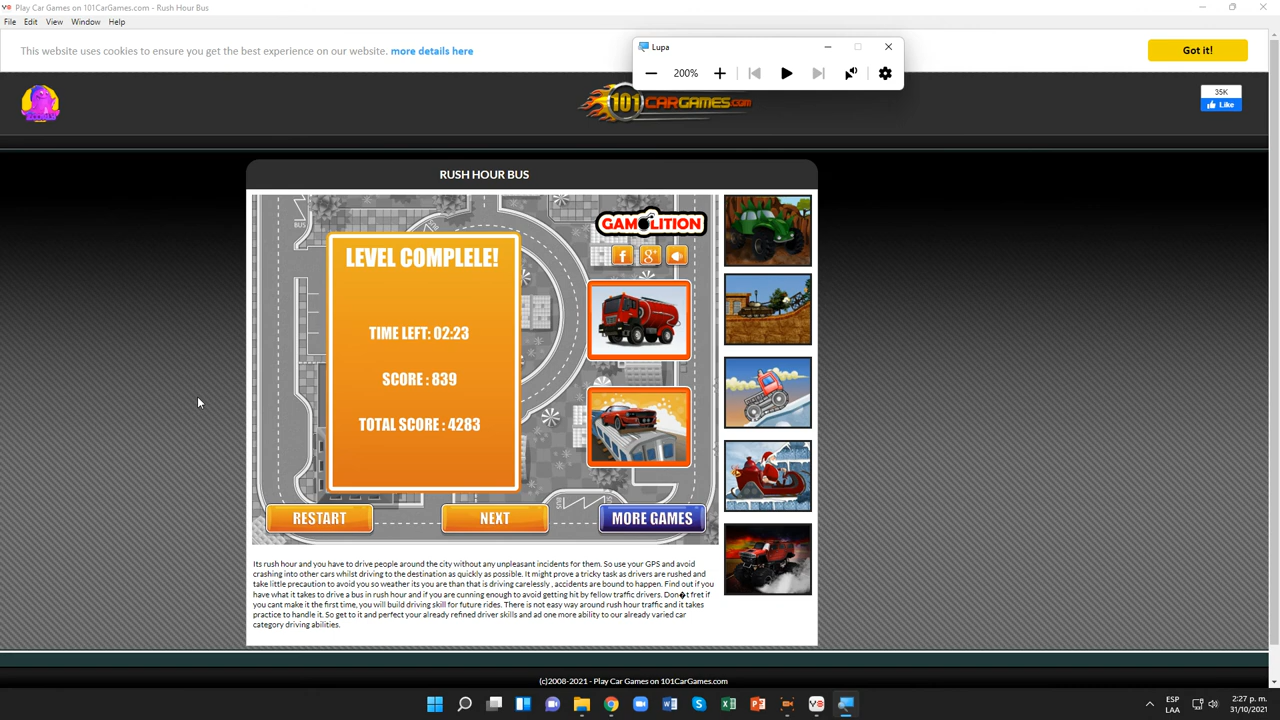 Play Car Games on 101CarGames.com - Rush Hour Bus
File Edit View Window Help
This website uses cookies to ensure you get the best experience on our website. more details here
Got it!
Lupa
200%
101CARGAMES.COM
35K
Like
RUSH HOUR BUS
BUS
GAMOLITION
f g+
LEVEL COMPLELE!
TIME LEFT: 02:23
SCORE : 839
TOTAL SCORE : 4283
RESTART
NEXT
MORE GAMES
Its rush hour and you have to drive people around the city without any unpleasant incidents for them. So use your GPS and avoid
crashing into other cars whilst driving to the destination as quickly as possible. It might prove a tricky task as drivers are rushed and
take little precaution to avoid you so weather its you are than that is driving carelessly , accidents are bound to happen. Find out if you
have what it takes to drive a bus in rush hour and if you are cunning enough to avoid getting hit by fellow traffic drivers. Don�t fret if
you cant make it the first time, you will build driving skill for future rides. There is not easy way around rush hour traffic and it takes
practice to handle it. So get to it and perfect your already refined driver skills and ad one more ability to our already varied car
category driving abilities.
(c)2008-2021 - Play Car Games on 101CarGames.com
ESP
LAA
2:27 p. m.
31/10/2021